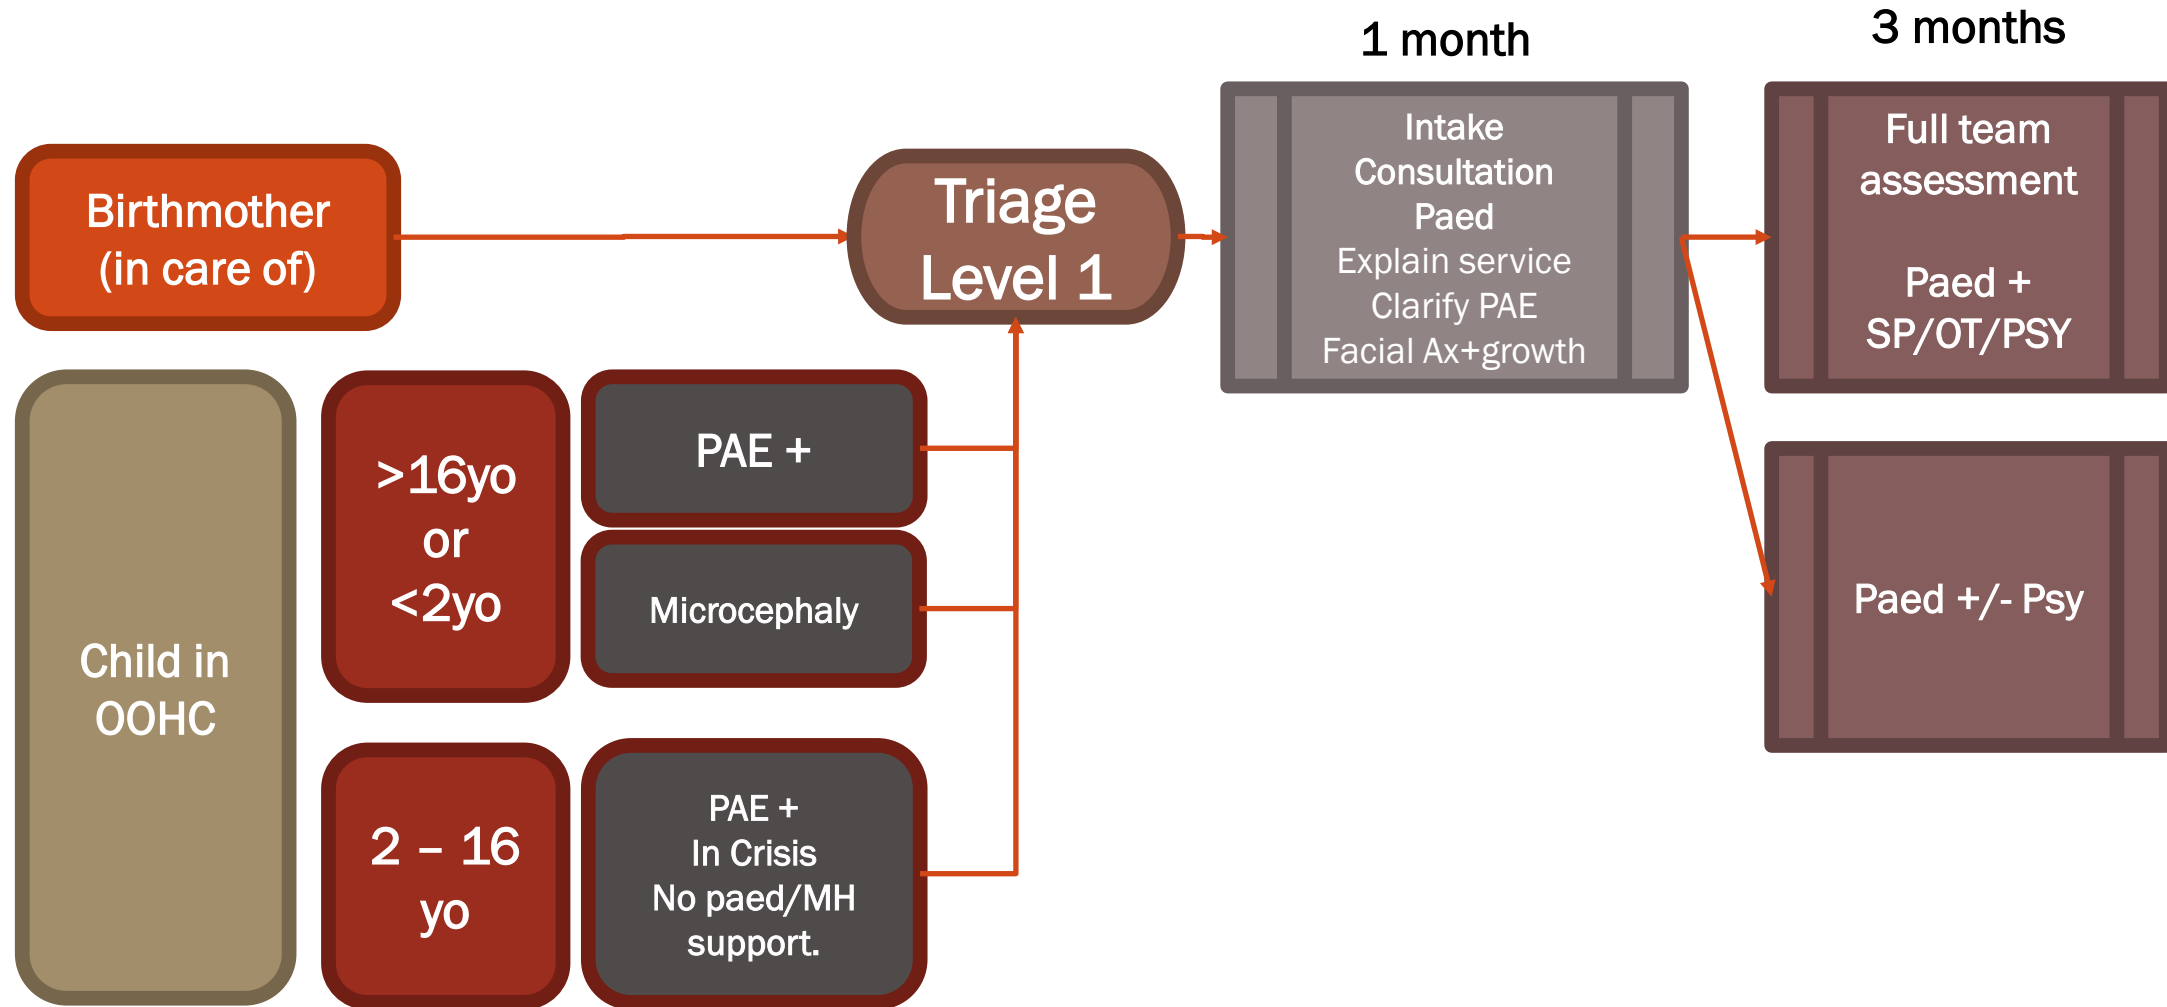 1 month
3 months
Birthmother
(in care of)
Triage
Level 1
Intake
Consultation
Paed
Explain service
Clarify PAE
Facial Ax+growth
Full team
assessment
Paed +
SP/OT/PSY
Child in
OOHC
>16yo
or
<2yo
PAE +
Microcephaly
Paed +/- Psy
2 – 16
yo
PAE +
In Crisis
No paed/MH
support.